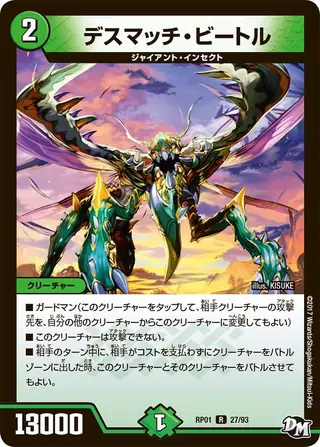 2
デスマッチ・ビートル
ジャイアント・インセクト
illus. KISUKE
クリーチャー
■ガードマン(このクリーチャーをタップして、相手クリーチャーの攻撃
先を、自分の他のクリーチャーからこのクリーチャーに変更してもよい)
■このクリーチャーは攻撃できない。
■相手のターン中に、相手がコストを支払わずにクリーチャーをバトル
ゾーンに出した時、このクリーチャーとそのクリーチャーをバトルさせ
てもよい。
©2017 Wizards/Shogakukan/Mitsui-Kids
13000
1
RP01 R 27/93
DM